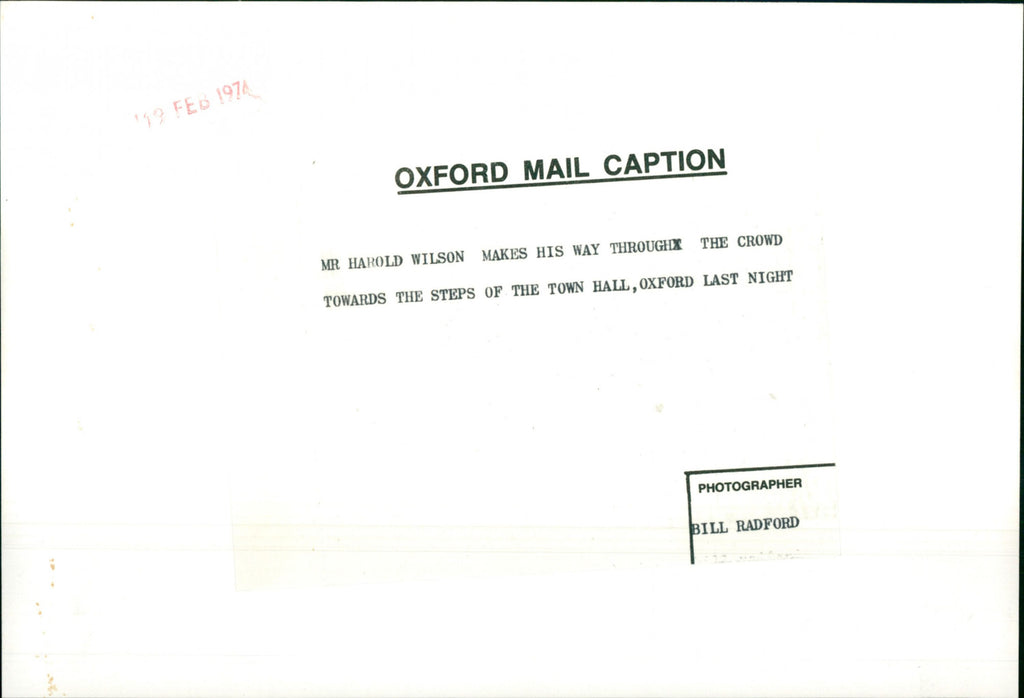 19 FEB 1974
OXFORD MAIL CAPTION
MR HAROLD WILSON MAKES HIS WAY THROUGHX THE CROWD
TOWARDS THE STEPS OF THE TOWN HALL,OXFORD LAST NIGHT
PHOTOGRAPHER
BILL RADFORD